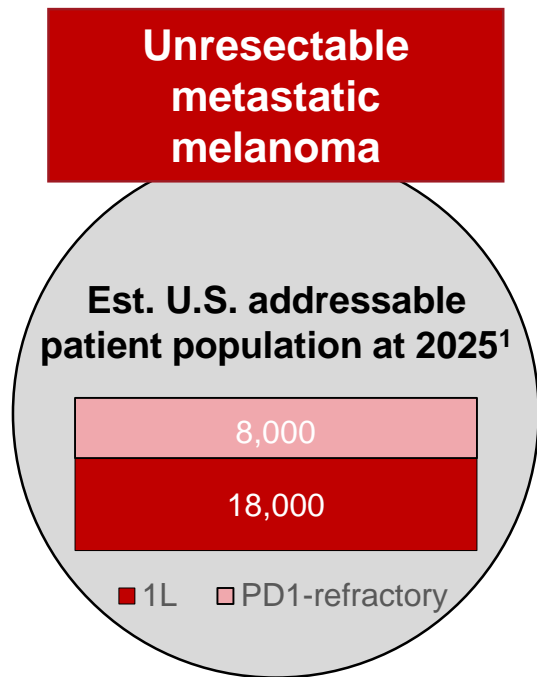 Unresectable
metastatic
melanoma
Est. U.S. addressable
patient population at 2025¹
8,000
18,000
1L PD1-refractory